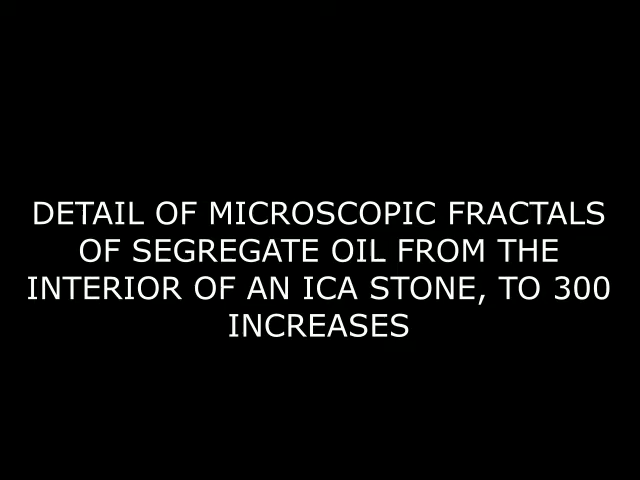 DETAIL OF MICROSCOPIC FRACTALS
OF SEGREGATE OIL FROM THE
INTERIOR OF AN ICA STONE, TO 300
INCREASES